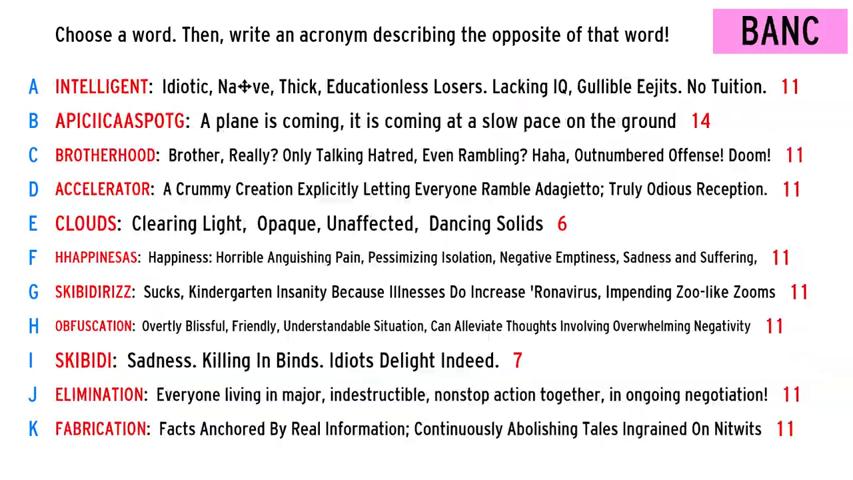 Choose a word. Then, write an acronym describing the opposite of that word!
BANC
A INTELLIGENT: Idiotic, Na✣ve, Thick, Educationless Losers. Lacking IQ, Gullible Eejits. No Tuition. 11
B APICIICAASPOTG: A plane is coming, it is coming at a slow pace on the ground 14
C BROTHERHOOD: Brother, Really? Only Talking Hatred, Even Rambling? Haha, Outnumbered Offense! Doom! 11
D ACCELERATOR: A Crummy Creation Explicitly Letting Everyone Ramble Adagietto; Truly Odious Reception. 11
E CLOUDS: Clearing Light, Opaque, Unaffected, Dancing Solids 6
F HHAPPINESAS: Happiness: Horrible Anguishing Pain, Pessimizing Isolation, Negative Emptiness, Sadness and Suffering, 11
G SKIBIDIRIZZ: Sucks, Kindergarten Insanity Because Illnesses Do Increase 'Ronavirus, Impending Zoo-like Zooms 11
H OBFUSCATION: Overtly Blissful, Friendly, Understandable Situation, Can Alleviate Thoughts Involving Overwhelming Negativity 11
I SKIBIDI: Sadness. Killing In Binds. Idiots Delight Indeed. 7
J ELIMINATION: Everyone living in major, indestructible, nonstop action together, in ongoing negotiation! 11
K FABRICATION: Facts Anchored By Real Information; Continuously Abolishing Tales Ingrained On Nitwits 11